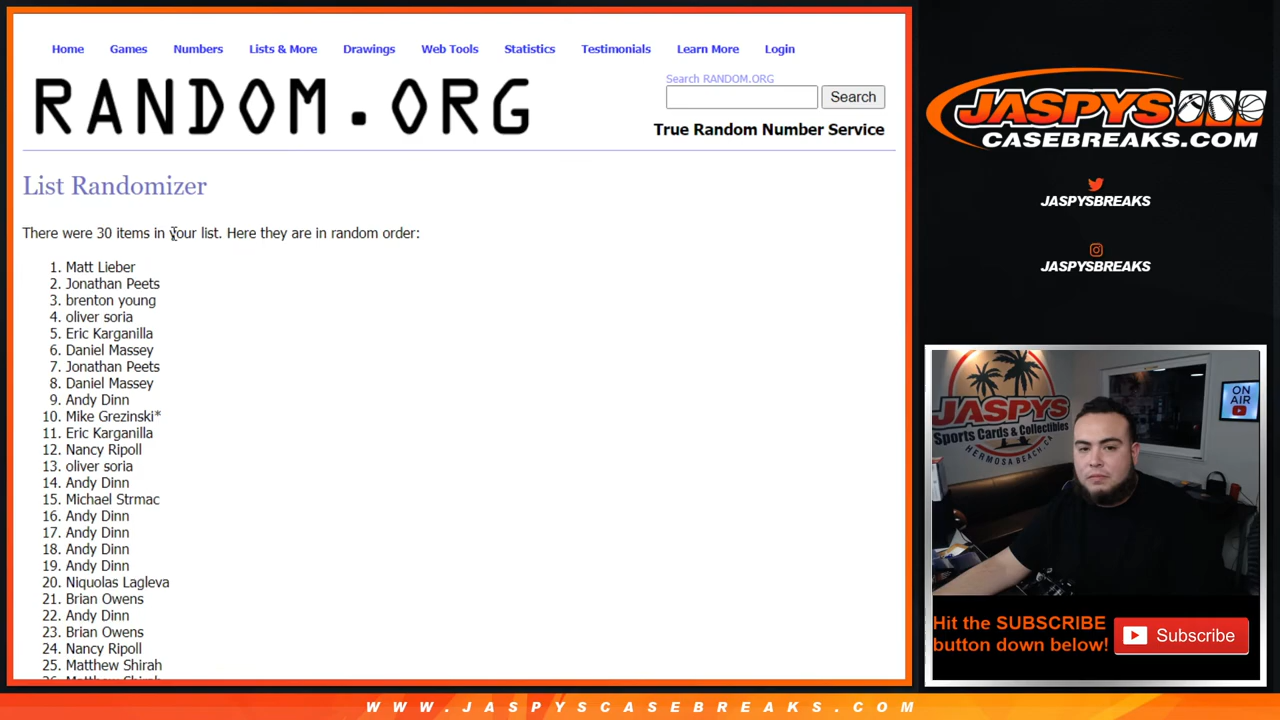 Home Games Numbers Lists & More Drawings Web Tools Statistics Testimonials Learn More Login
RANDOM.ORG
Search RANDOM.ORG
Search
True Random Number Service
List Randomizer
There were 30 items in your list. Here they are in random order:
1. Matt Lieber
2. Jonathan Peets
3. brenton young
4. oliver soria
5. Eric Karganilla
6. Daniel Massey
7. Jonathan Peets
8. Daniel Massey
9. Andy Dinn
10. Mike Grezinski*
11. Eric Karganilla
12. Nancy Ripoll
13. oliver soria
14. Andy Dinn
15. Michael Strmac
16. Andy Dinn
17. Andy Dinn
18. Andy Dinn
19. Andy Dinn
20. Niquolas Lagleva
21. Brian Owens
22. Andy Dinn
23. Brian Owens
24. Nancy Ripoll
25. Matthew Shirah
JASPYS
CASEBREAKS.COM
JASPYSBREAKS
JASPYSBREAKS
JASPYS
Sports Cards & Collectibles
HERMOSA BEACH, CA
ON
AIR
Hit the SUBSCRIBE
button down below!
Subscribe
WWW.JASPYSCASEBREAKS.COM